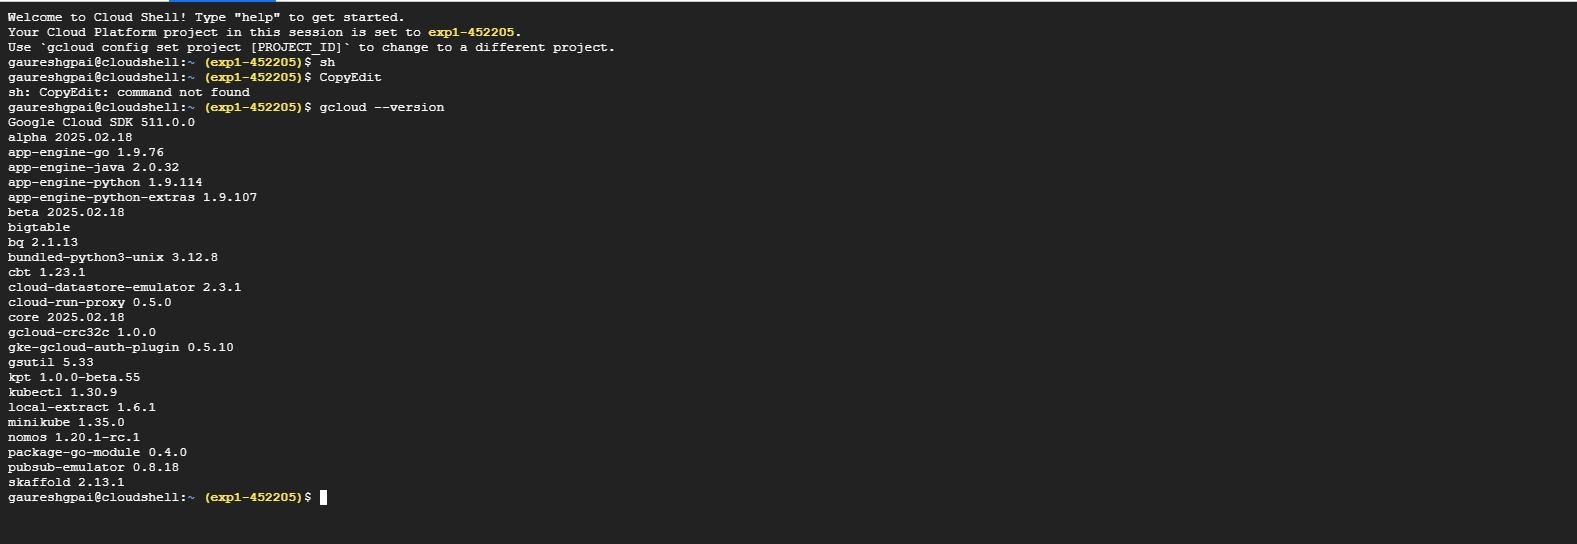 Welcome to Cloud Shell! Type "help" to get started.
Your Cloud Platform project in this session is set to exp1-452205.
Use `gcloud config set project [PROJECT_ID]` to change to a different project.
gaureshgpai@cloudshell:~ (exp1-452205)$ sh
gaureshgpai@cloudshell:~ (exp1-452205)$ CopyEdit
sh: CopyEdit: command not found
gaureshgpai@cloudshell:~ (exp1-452205)$ gcloud --version
Google Cloud SDK 511.0.0
alpha 2025.02.18
app-engine-go 1.9.76
app-engine-java 2.0.32
app-engine-python 1.9.114
app-engine-python-extras 1.9.107
beta 2025.02.18
bigtable
bq 2.1.13
bundled-python3-unix 3.12.8
cbt 1.23.1
cloud-datastore-emulator 2.3.1
cloud-run-proxy 0.5.0
core 2025.02.18
gcloud-crc32c 1.0.0
gke-gcloud-auth-plugin 0.5.10
gsutil 5.33
kpt 1.0.0-beta.55
kubectl 1.30.9
local-extract 1.6.1
minikube 1.35.0
nomos 1.20.1-rc.1
package-go-module 0.4.0
pubsub-emulator 0.8.18
skaffold 2.13.1
gaureshgpai@cloudshell:~ (exp1-452205)$